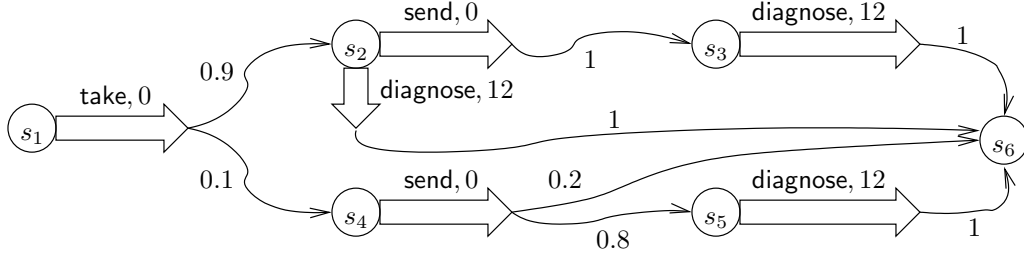 send, 0
diagnose, 12
s₂
1
s₃
1
0.9
diagnose, 12
take, 0
1
s₁
s₆
0.1
send, 0
0.2
diagnose, 12
s₄
s₅
0.8
1